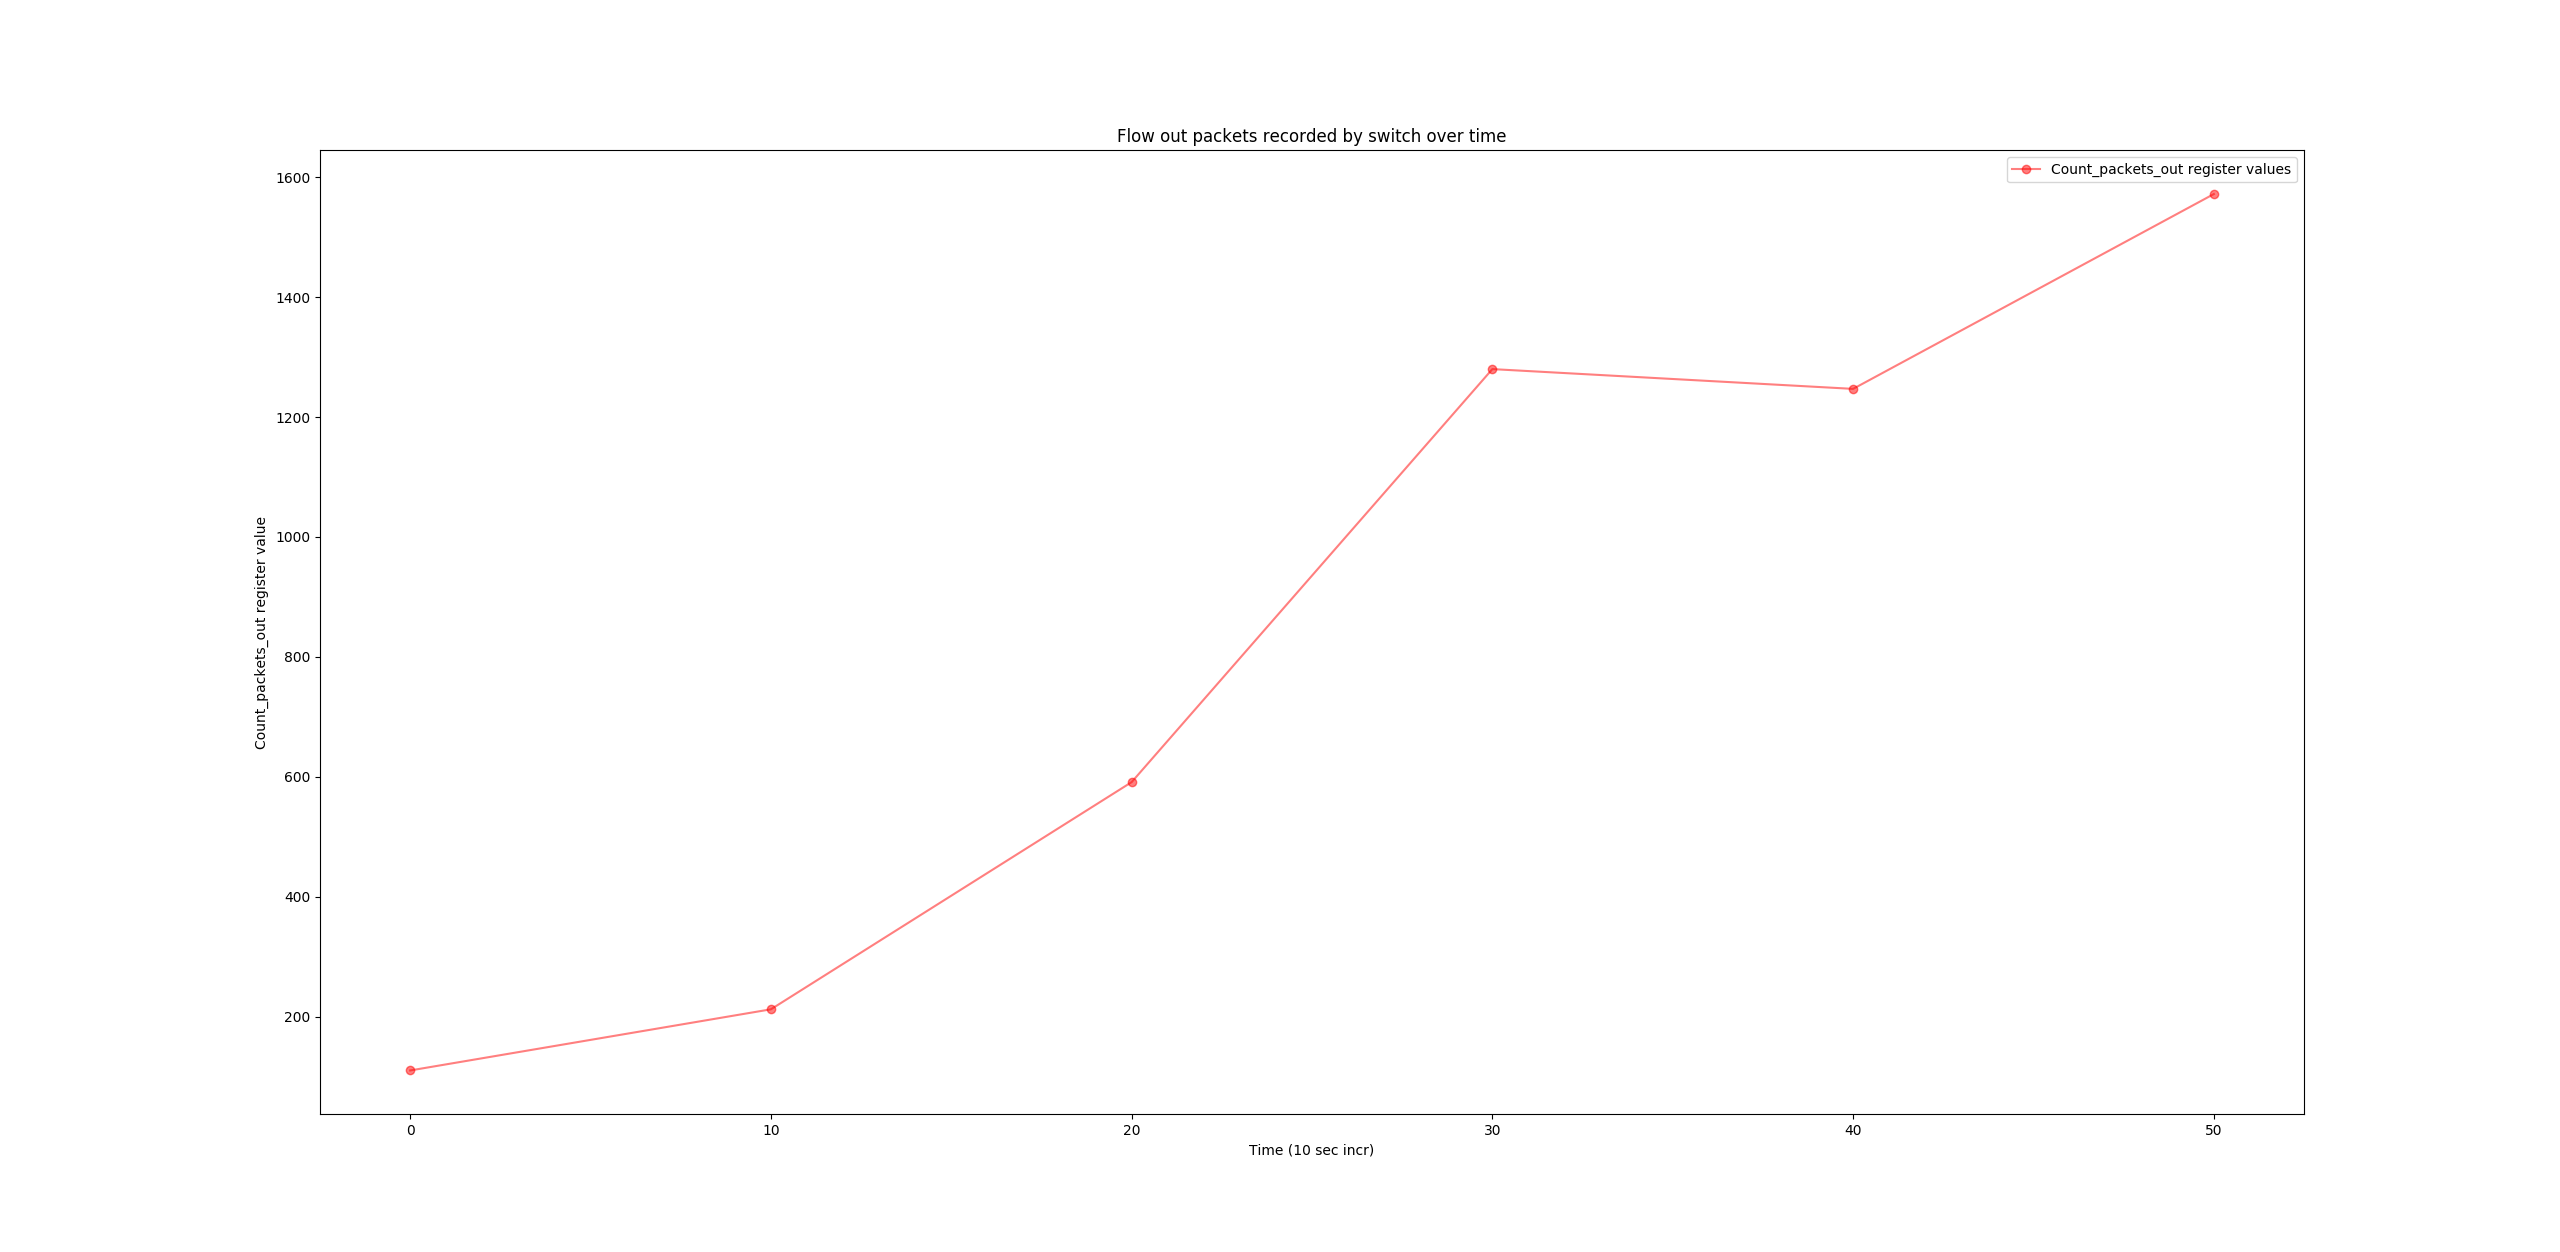 Flow out packets recorded by switch over time
Count_packets_out register values
1600
1400
1200
1000
800
600
400
200
Count_packets_out register value
0 10 20 30 40 50
Time (10 sec incr)